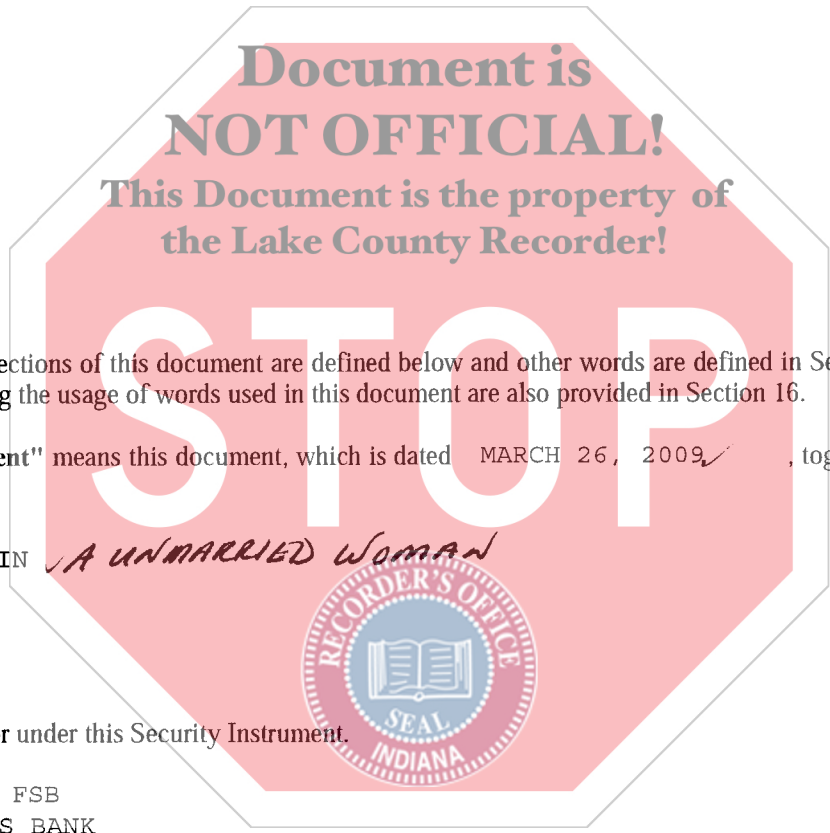 Document is
NOT OFFICIAL!
This Document is the property of
the Lake County Recorder!
STOP
ections of this document are defined below and other words are defined in Se
g the usage of words used in this document are also provided in Section 16.
ent" means this document, which is dated MARCH 26, 2009 , tog
IN A UNMARRIED WOMAN
RECORDER'S OFFICE
SEAL
INDIANA
r under this Security Instrument.
FSB
S BANK